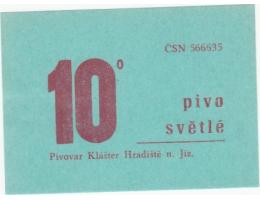 ČSN 566635
10°
pivo
světlé
Pivovar Klášter Hradiště n. Jiz.